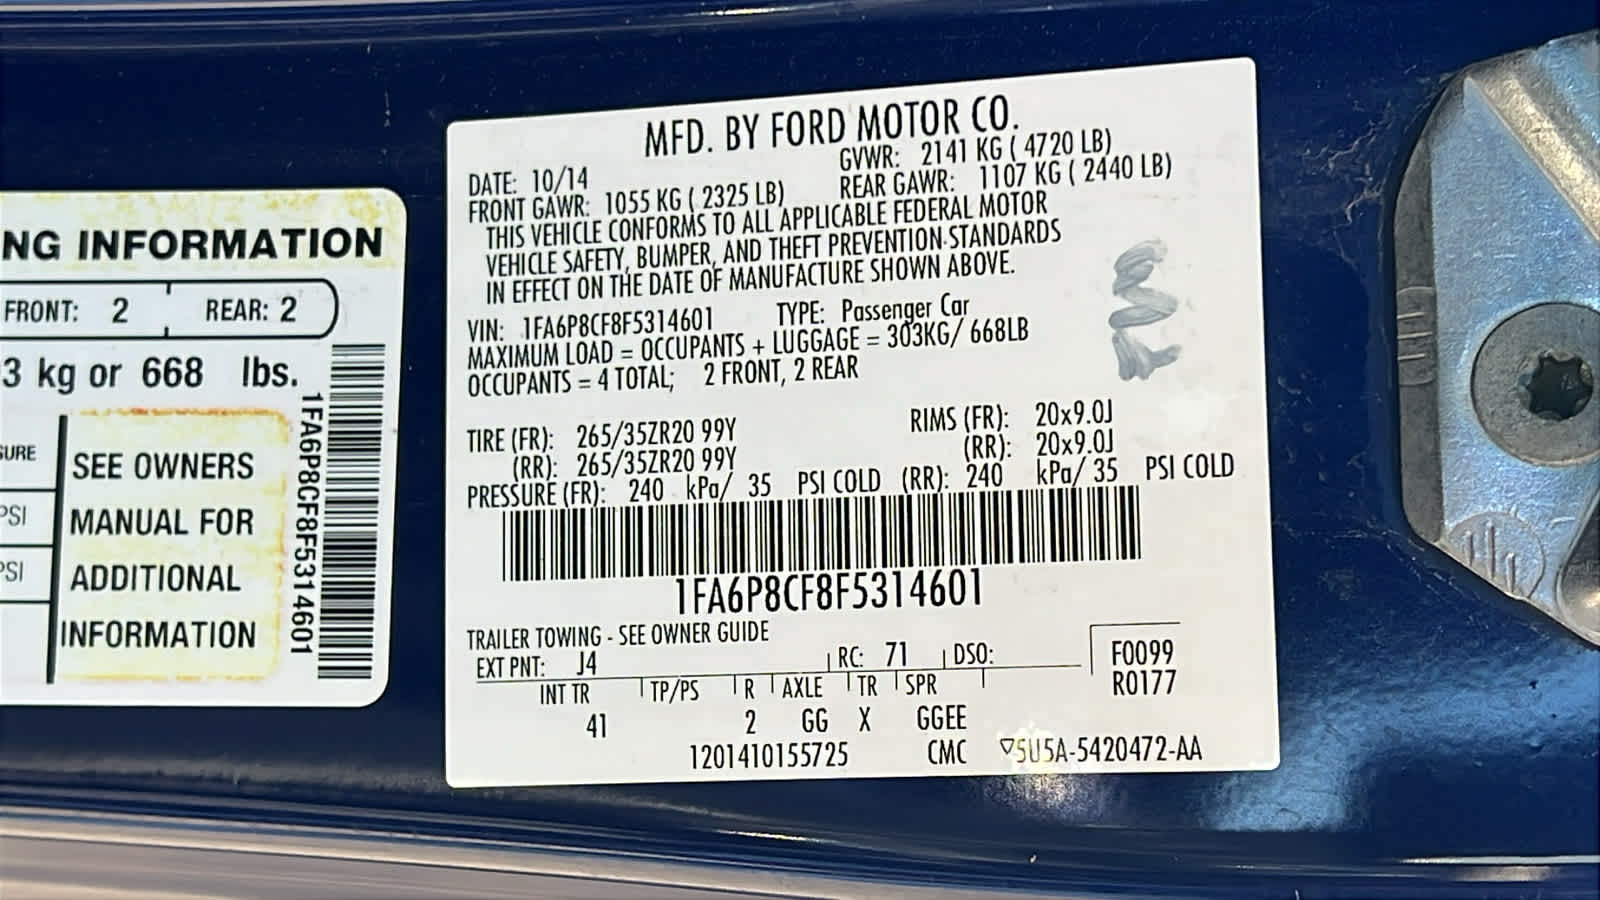 NG INFORMATION
FRONT: 2 REAR: 2
3 kg or 668 lbs.
URE
PSI
PSI
SEE OWNERS
MANUAL FOR
ADDITIONAL
INFORMATION
1FA6P8CF8F5314601
MFD. BY FORD MOTOR CO.
DATE: 10/14 GVWR: 2141 KG ( 4720 LB)
FRONT GAWR: 1055 KG ( 2325 LB) REAR GAWR: 1107 KG ( 2440 LB)
THIS VEHICLE CONFORMS TO ALL APPLICABLE FEDERAL MOTOR
VEHICLE SAFETY, BUMPER, AND THEFT PREVENTION STANDARDS
IN EFFECT ON THE DATE OF MANUFACTURE SHOWN ABOVE.
VIN: 1FA6P8CF8F5314601 TYPE: Passenger Car
MAXIMUM LOAD = OCCUPANTS + LUGGAGE = 303KG/ 668LB
OCCUPANTS = 4 TOTAL; 2 FRONT, 2 REAR
TIRE (FR): 265/35ZR20 99Y RIMS (FR): 20x9.0J
(RR): 265/35ZR20 99Y (RR): 20x9.0J
PRESSURE (FR): 240 kPa/ 35 PSI COLD (RR): 240 kPa/ 35 PSI COLD
1FA6P8CF8F5314601
TRAILER TOWING - SEE OWNER GUIDE
EXT PNT: J4 RC: 71 DSO: F0099
INT TR TP/PS R AXLE TR SPR R0177
41 2 GG X GGEE
1201410155725 CMC ▽5U5A-5420472-AA